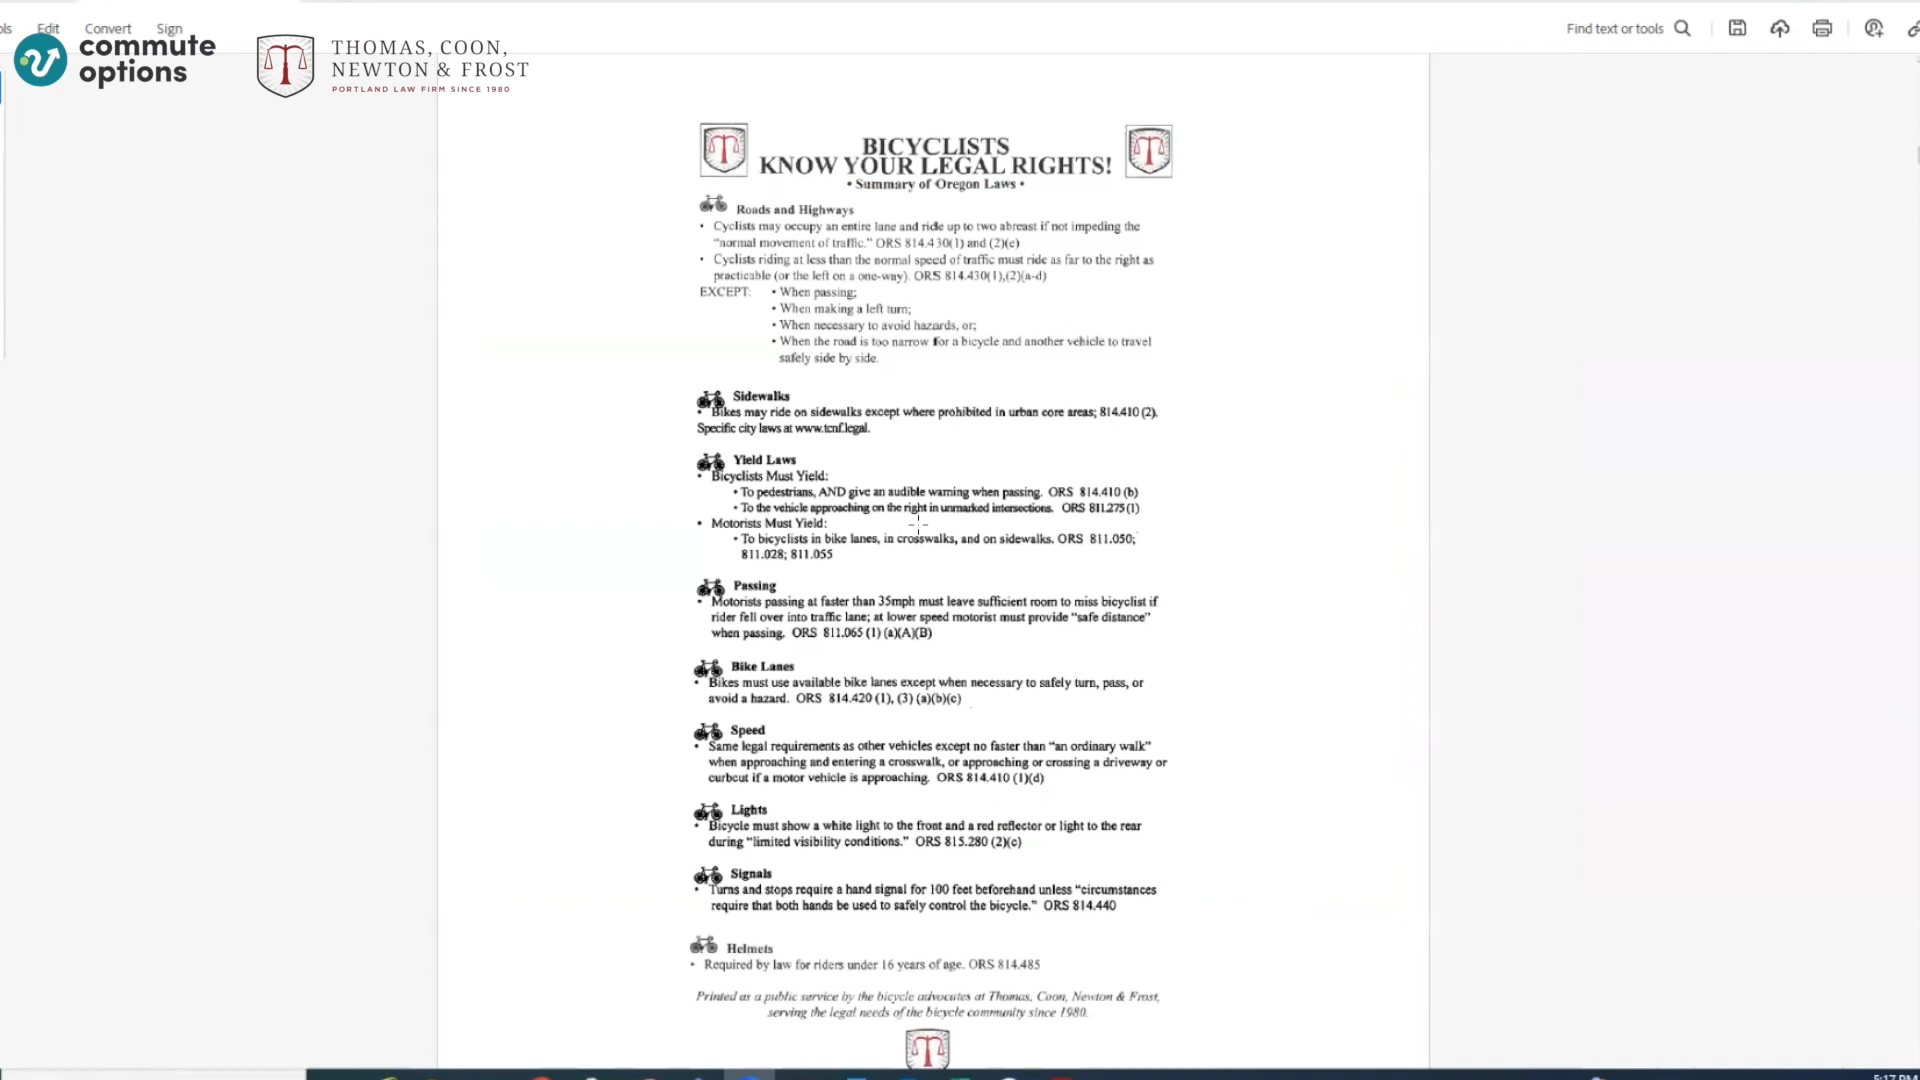 ols Edit Convert Sign
Find text or tools
commute
options
THOMAS, COON,
NEWTON & FROST
PORTLAND LAW FIRM SINCE 1980
BICYCLISTS
KNOW YOUR LEGAL RIGHTS!
• Summary of Oregon Laws •
Roads and Highways
• Cyclists may occupy an entire lane and ride up to two abreast if not impeding the
"normal movement of traffic." ORS 814.430(1) and (2)(e)
• Cyclists riding at less than the normal speed of traffic must ride as far to the right as
practicable (or the left on a one-way). ORS 814.430(1),(2)(a-d)
EXCEPT: • When passing;
• When making a left turn;
• When necessary to avoid hazards, or;
• When the road is too narrow for a bicycle and another vehicle to travel
safely side by side.
Sidewalks
• Bikes may ride on sidewalks except where prohibited in urban core areas; 814.410 (2).
Specific city laws at www.tcnf.legal.
Yield Laws
• Bicyclists Must Yield:
• To pedestrians, AND give an audible warning when passing. ORS 814.410 (b)
• To the vehicle approaching on the right in unmarked intersections. ORS 811.275 (1)
• Motorists Must Yield:
• To bicyclists in bike lanes, in crosswalks, and on sidewalks. ORS 811.050;
811.028; 811.055
Passing
• Motorists passing at faster than 35mph must leave sufficient room to miss bicyclist if
rider fell over into traffic lane; at lower speed motorist must provide "safe distance"
when passing. ORS 811.065 (1) (a)(A)(B)
Bike Lanes
• Bikes must use available bike lanes except when necessary to safely turn, pass, or
avoid a hazard. ORS 814.420 (1), (3) (a)(b)(c)
Speed
• Same legal requirements as other vehicles except no faster than "an ordinary walk"
when approaching and entering a crosswalk, or approaching or crossing a driveway or
curbcut if a motor vehicle is approaching. ORS 814.410 (1)(d)
Lights
• Bicycle must show a white light to the front and a red reflector or light to the rear
during "limited visibility conditions." ORS 815.280 (2)(c)
Signals
• Turns and stops require a hand signal for 100 feet beforehand unless "circumstances
require that both hands be used to safely control the bicycle." ORS 814.440
Helmets
• Required by law for riders under 16 years of age. ORS 814.485
Printed as a public service by the bicycle advocates at Thomas, Coon, Newton & Frost,
serving the legal needs of the bicycle community since 1980.
5:17 PM